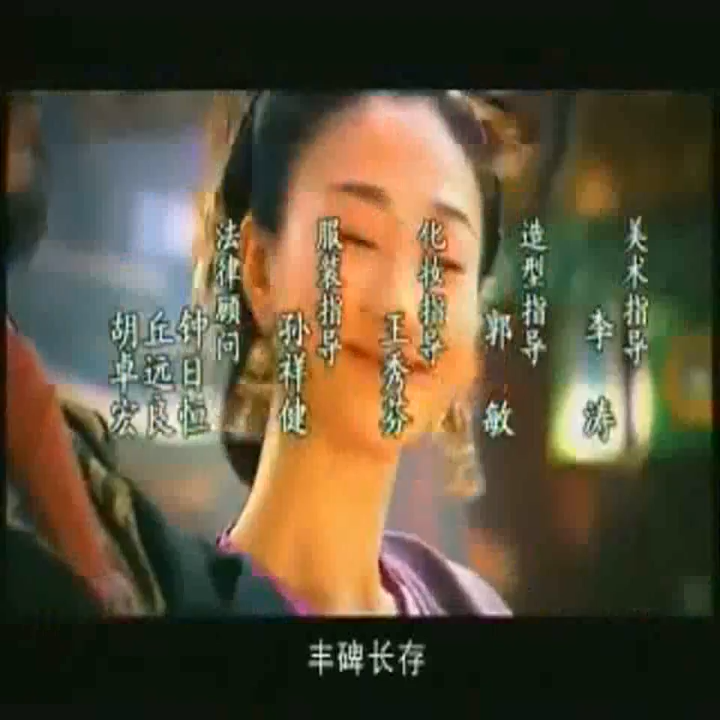 美术指导
李涛
造型指导
郭敏
化妆指导
王秀芬
服装指导
孙祥健
法律顾问
钟日恒
丘远良
胡卓宏
丰碑长存